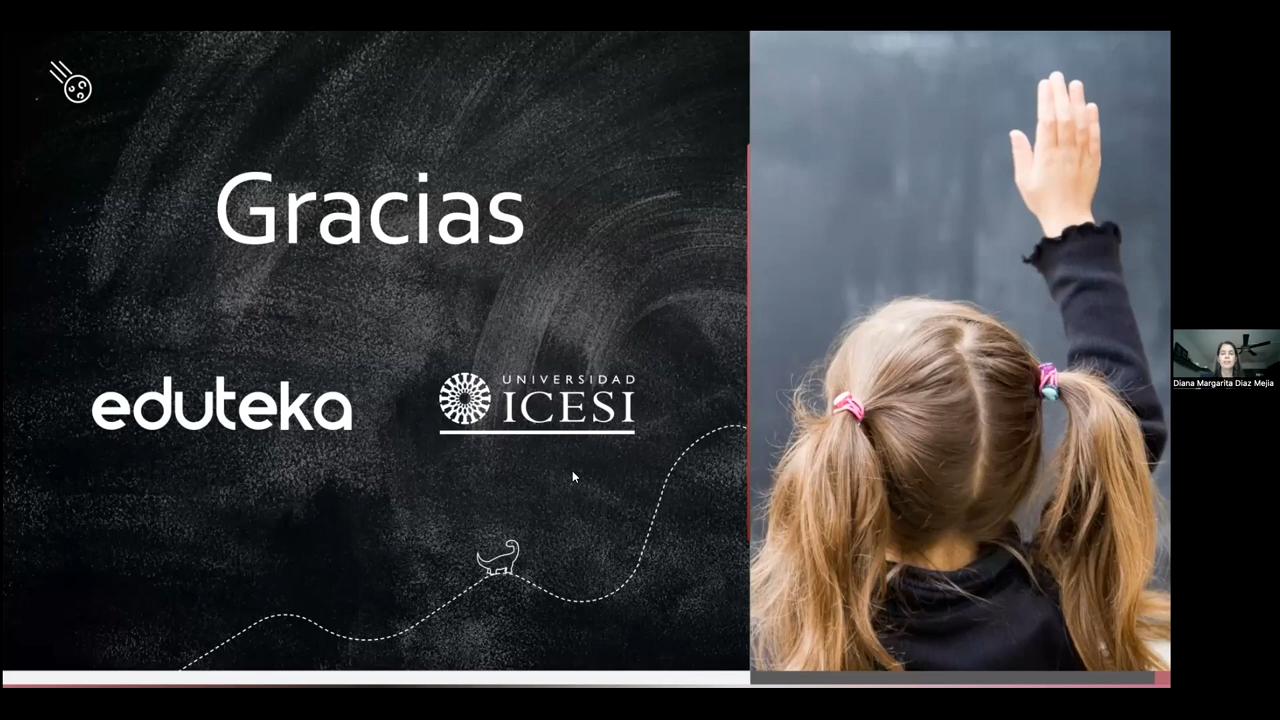 Gracias
eduteka
UNIVERSIDAD
ICESI
Diana Margarita Diaz Mejia